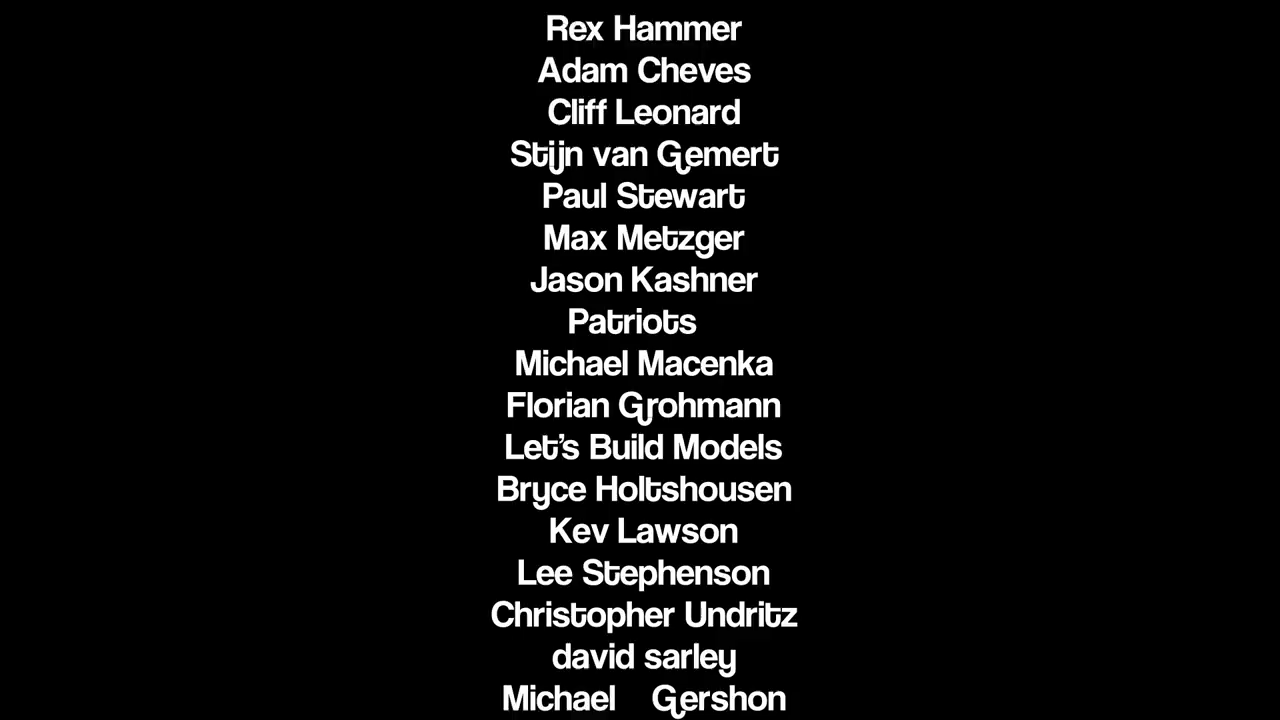 Rex Hammer
Adam Cheves
Cliff Leonard
Stijn van Gemert
Paul Stewart
Max Metzger
Jason Kashner
Patriots
Michael Macenka
Florian Grohmann
Let's Build Models
Bryce Holtshousen
Kev Lawson
Lee Stephenson
Christopher Undritz
david sarley
Michael Gershon